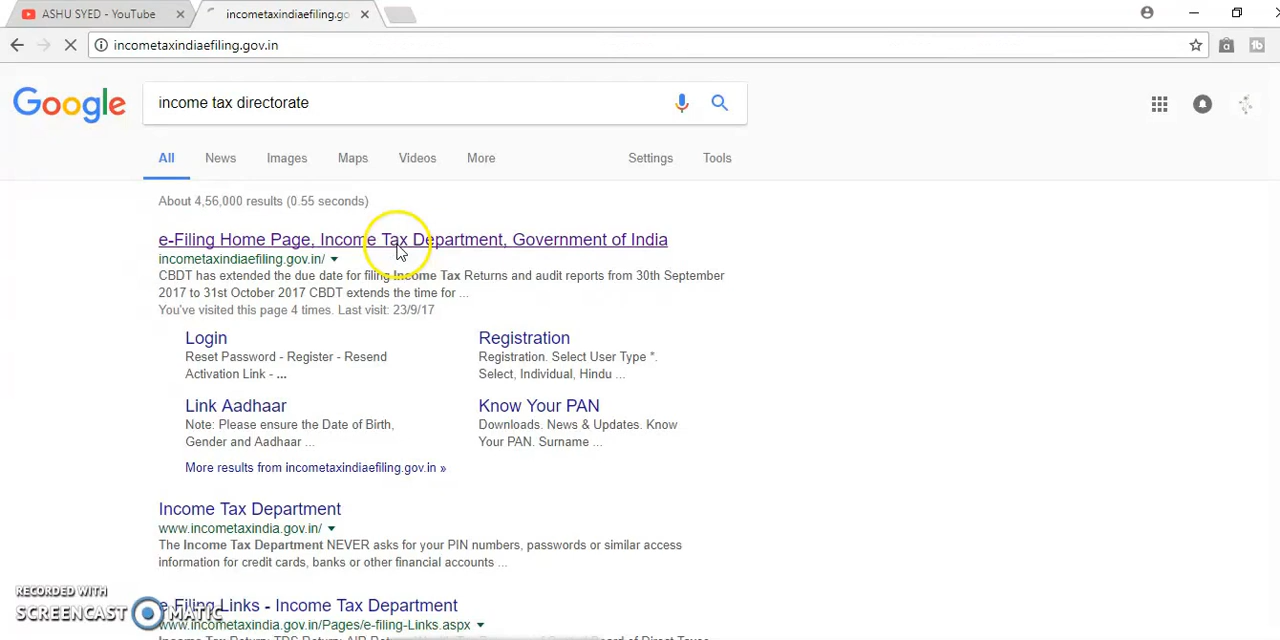 ASHU SYED - YouTube
incometaxindiaefiling.go
incometaxindiaefiling.gov.in
Google
income tax directorate
All News Images Maps Videos More Settings Tools
About 4,56,000 results (0.55 seconds)
e-Filing Home Page, Income Tax Department, Government of India
incometaxindiaefiling.gov.in/
CBDT has extended the due date for filing Income Tax Returns and audit reports from 30th September
2017 to 31st October 2017 CBDT extends the time for ...
You've visited this page 4 times. Last visit: 23/9/17
Login
Reset Password - Register - Resend
Activation Link - ...
Registration
Registration. Select User Type *.
Select, Individual, Hindu ...
Link Aadhaar
Note: Please ensure the Date of Birth,
Gender and Aadhaar ...
Know Your PAN
Downloads. News & Updates. Know
Your PAN. Surname ...
More results from incometaxindiaefiling.gov.in »
Income Tax Department
www.incometaxindia.gov.in/
The Income Tax Department NEVER asks for your PIN numbers, passwords or similar access
information for credit cards, banks or other financial accounts ...
e-Filing Links - Income Tax Department
www.incometaxindia.gov.in/Pages/e-filing-Links.aspx
RECORDED WITH
SCREENCAST MATIC